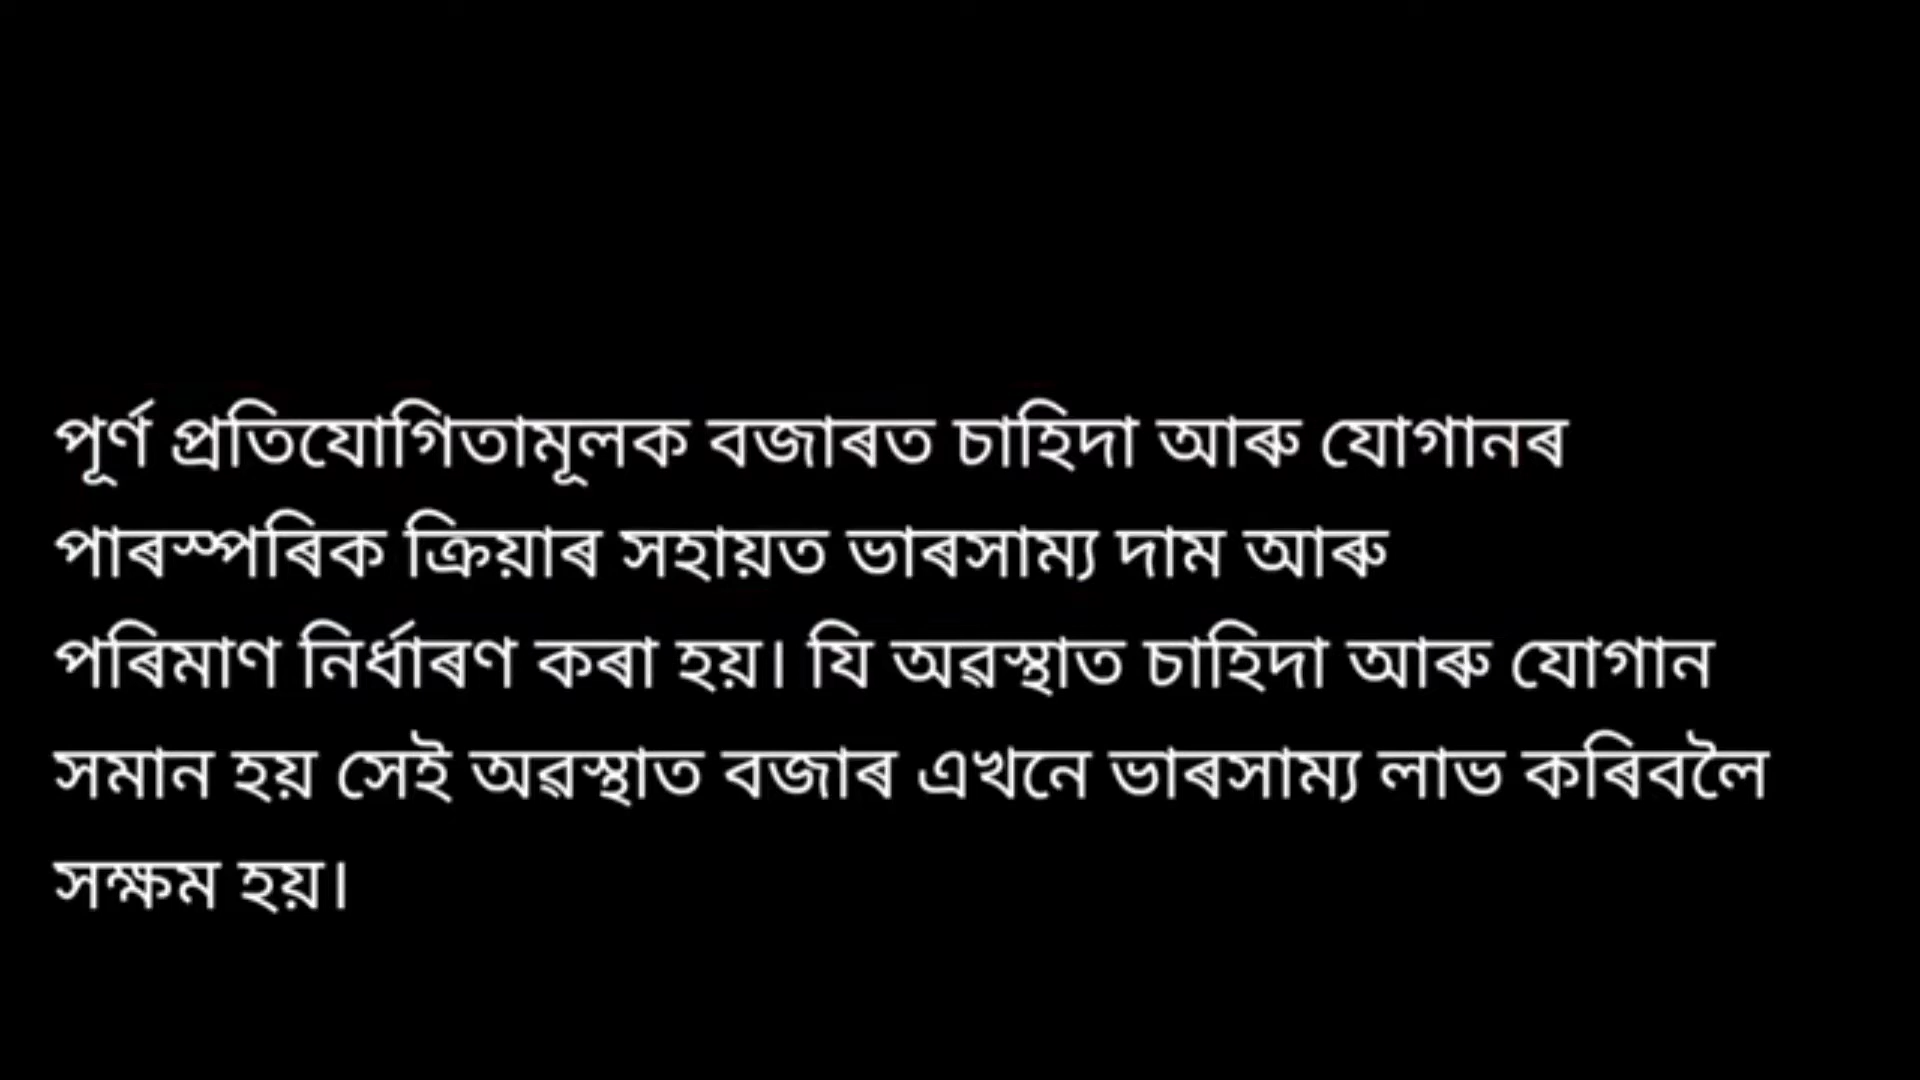 পূৰ্ণ প্ৰতিযোগিতামূলক বজাৰত চাহিদা আৰু যোগানৰ
পাৰস্পৰিক ক্ৰিয়াৰ সহায়ত ভাৰসাম্য দাম আৰু
পৰিমাণ নিৰ্ধাৰণ কৰা হয়। যি অৱস্থাত চাহিদা আৰু যোগান
সমান হয় সেই অৱস্থাত বজাৰ এখনে ভাৰসাম্য লাভ কৰিবলৈ
সক্ষম হয়।